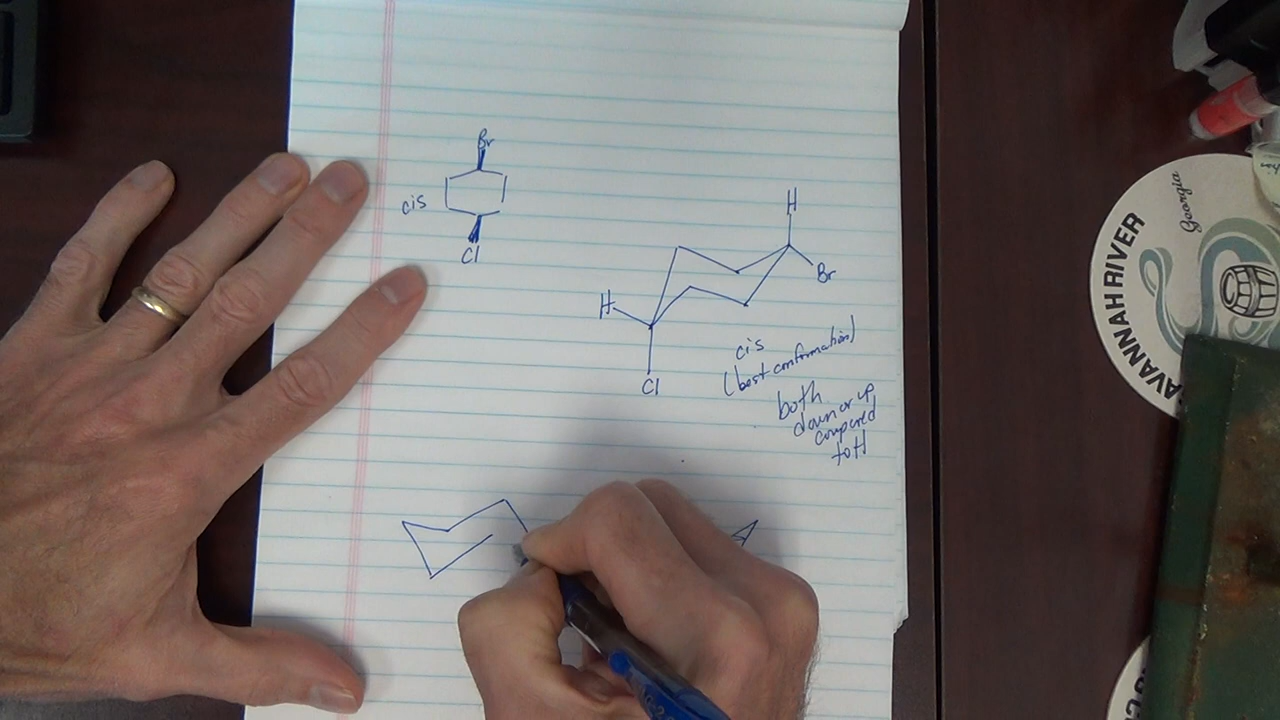 Br
cis
Cl
H
Br
H
Cl
cis
(best conformation)
both
down or up
compared
to H
Georgia
SAVANNAH RIVER